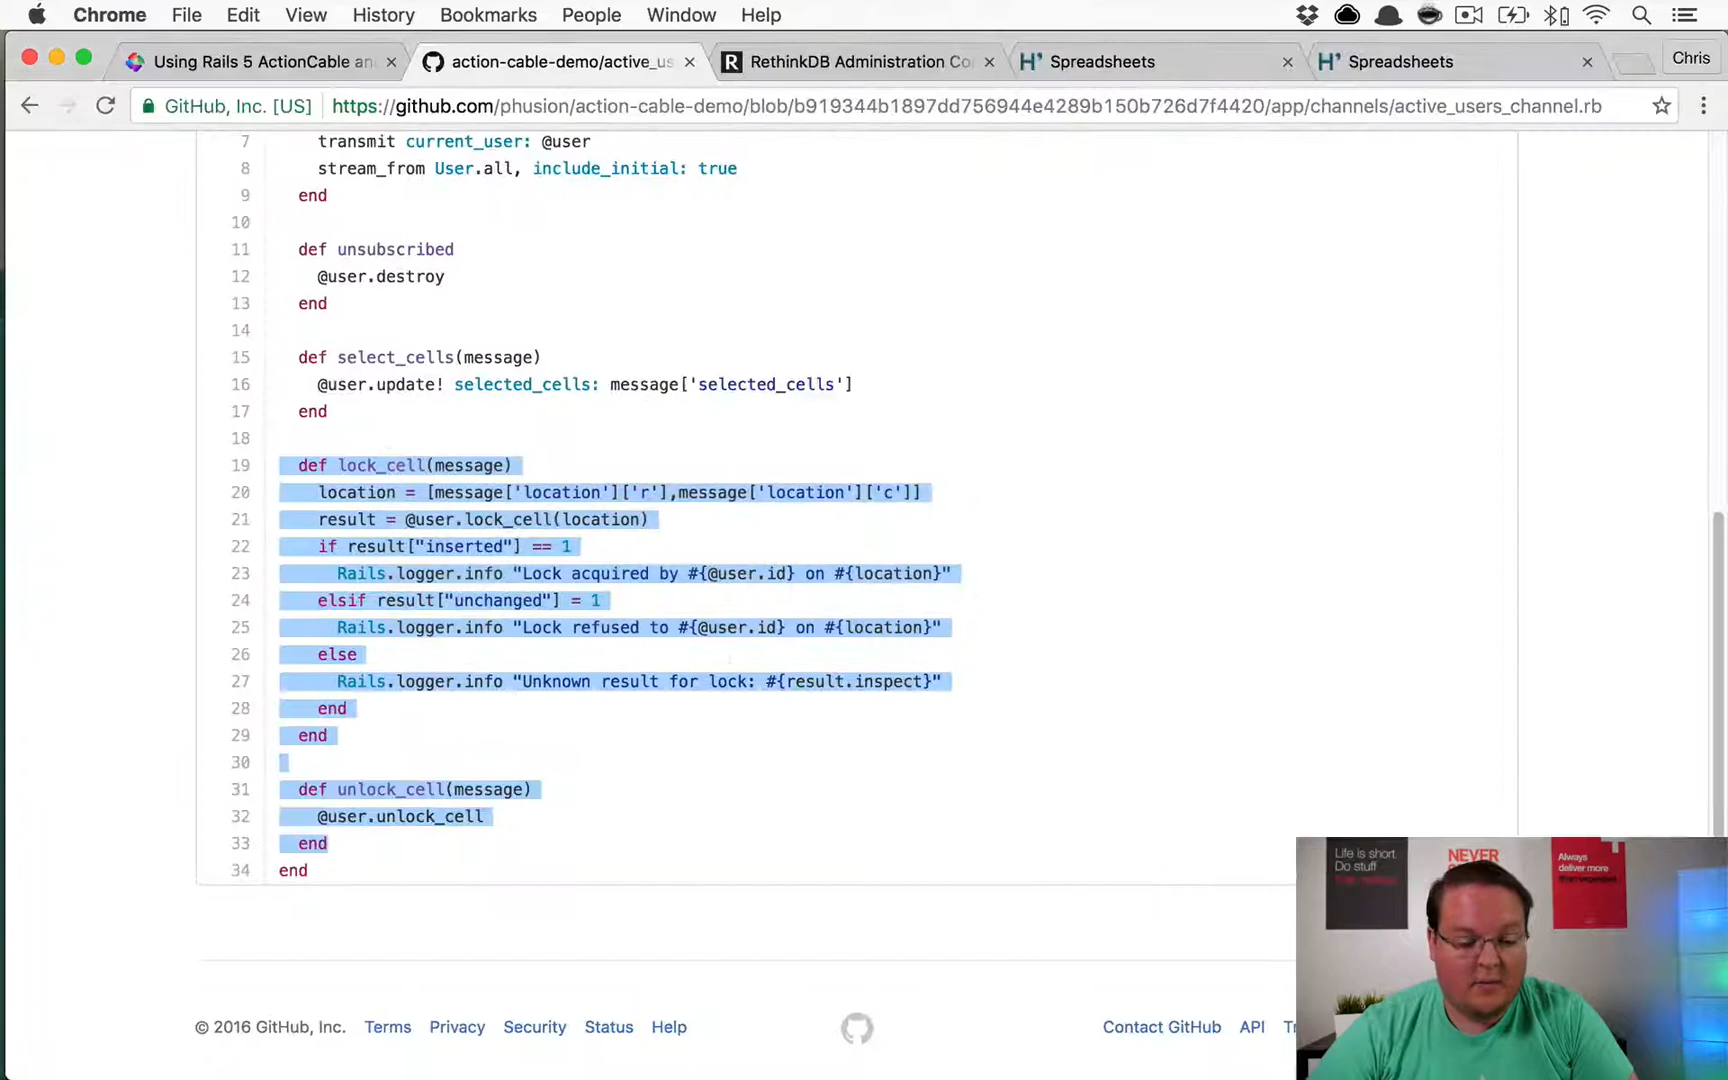 Chrome File Edit View History Bookmarks People Window Help
Using Rails 5 ActionCable an
action-cable-demo/active_us
RethinkDB Administration Co
Spreadsheets
Spreadsheets
Chris
GitHub, Inc. [US]
https://github.com/phusion/action-cable-demo/blob/b919344b1897dd756944e4289b150b726d7f4420/app/channels/active_users_channel.rb
7 transmit current_user: @user
8 stream_from User.all, include_initial: true
9 end
10
11 def unsubscribed
12 @user.destroy
13 end
14
15 def select_cells(message)
16 @user.update! selected_cells: message['selected_cells']
17 end
18
19 def lock_cell(message)
20 location = [message['location']['r'],message['location']['c']]
21 result = @user.lock_cell(location)
22 if result["inserted"] == 1
23 Rails.logger.info "Lock acquired by #{@user.id} on #{location}"
24 elsif result["unchanged"] = 1
25 Rails.logger.info "Lock refused to #{@user.id} on #{location}"
26 else
27 Rails.logger.info "Unknown result for lock: #{result.inspect}"
28 end
29 end
30
31 def unlock_cell(message)
32 @user.unlock_cell
33 end
34 end
© 2016 GitHub, Inc. Terms Privacy Security Status Help
Contact GitHub API
Life is short.
Do stuff
NEVER
Always
deliver more